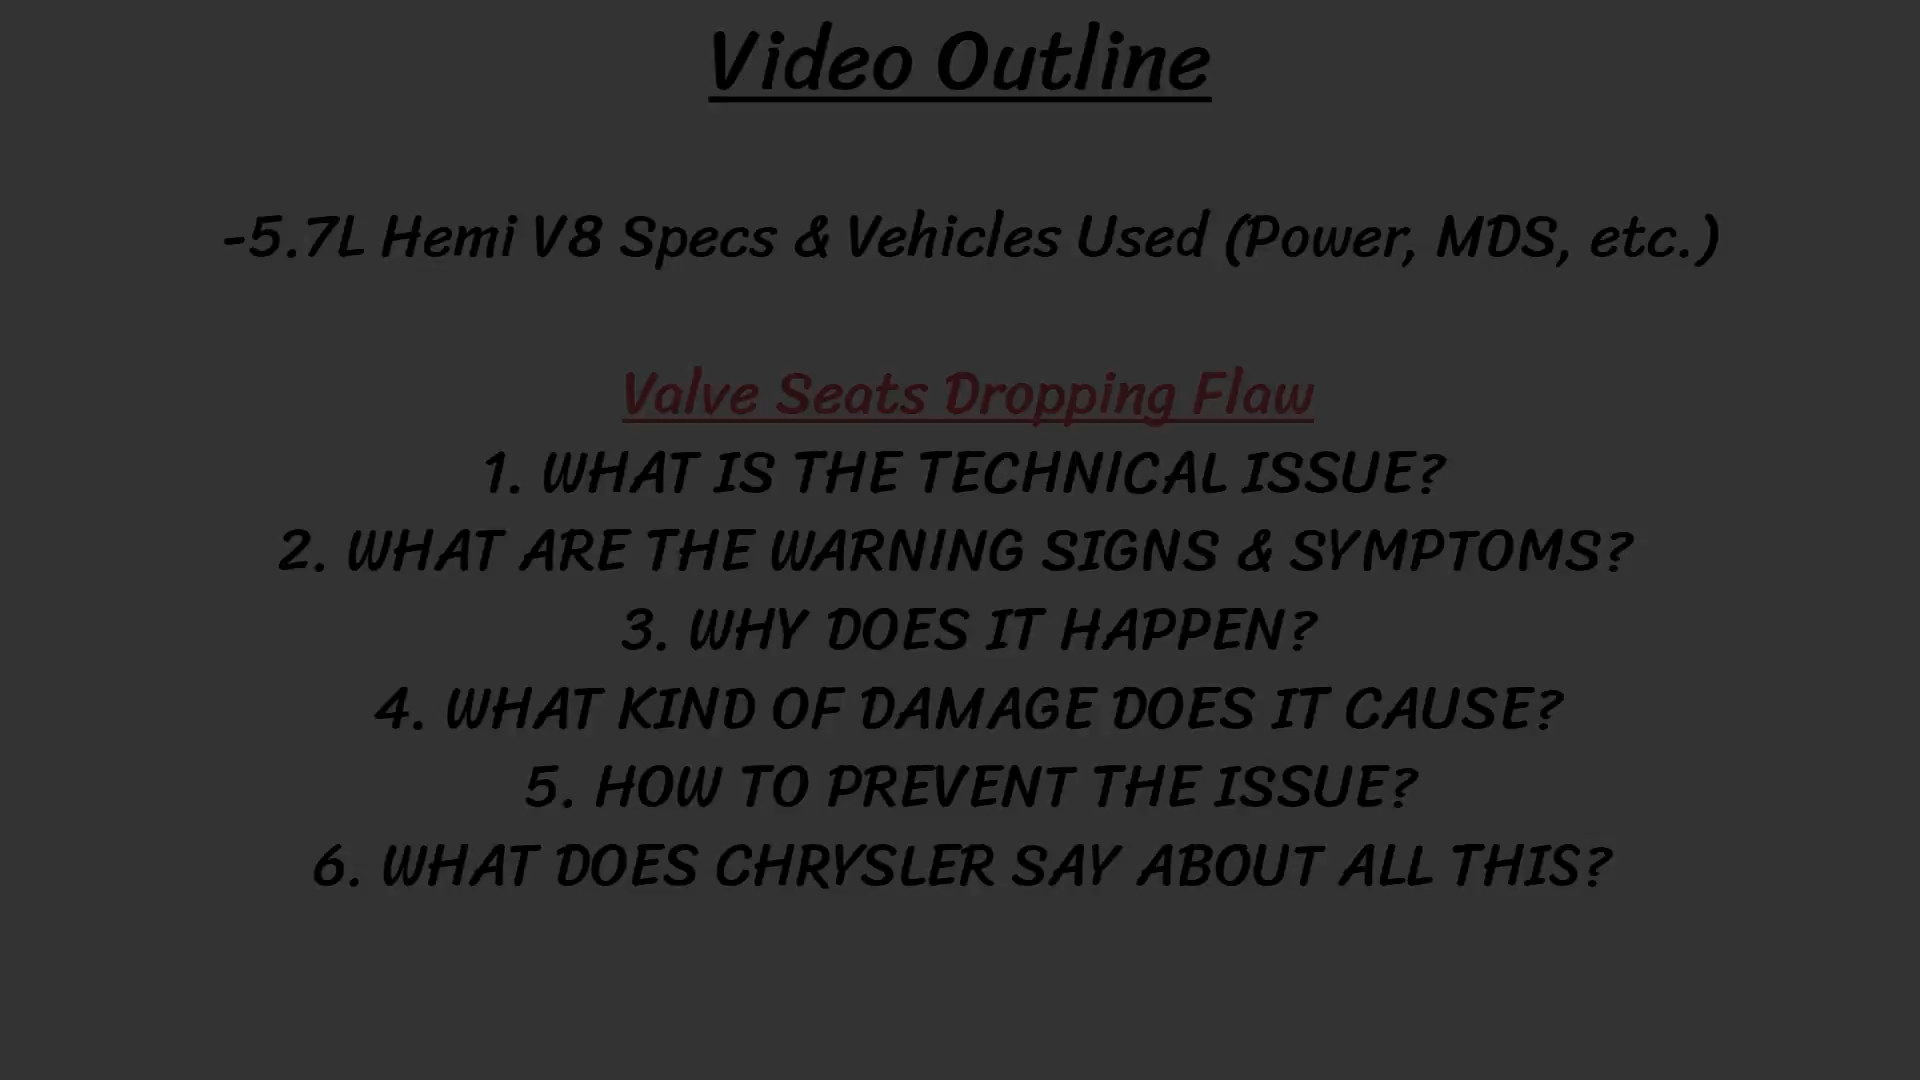 Video Outline
-5.7L Hemi V8 Specs & Vehicles Used (Power, MDS, etc.)
Valve Seats Dropping Flaw
1. WHAT IS THE TECHNICAL ISSUE?
2. WHAT ARE THE WARNING SIGNS & SYMPTOMS?
3. WHY DOES IT HAPPEN?
4. WHAT KIND OF DAMAGE DOES IT CAUSE?
5. HOW TO PREVENT THE ISSUE?
6. WHAT DOES CHRYSLER SAY ABOUT ALL THIS?